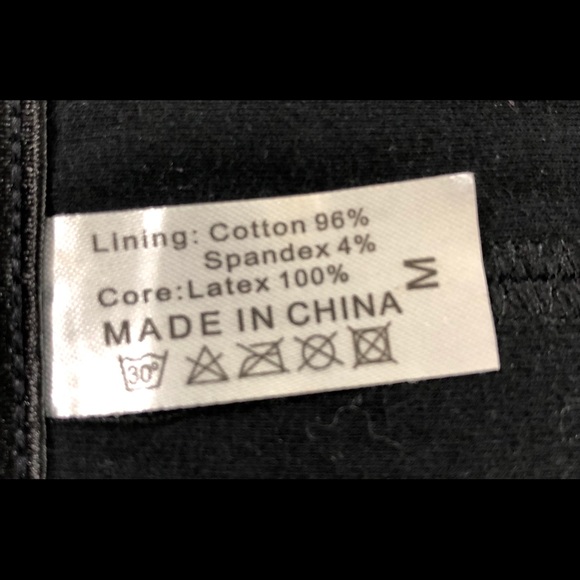 Lining: Cotton 96%
Spandex 4%
Core:Latex 100%
MADE IN CHINA
M
30°